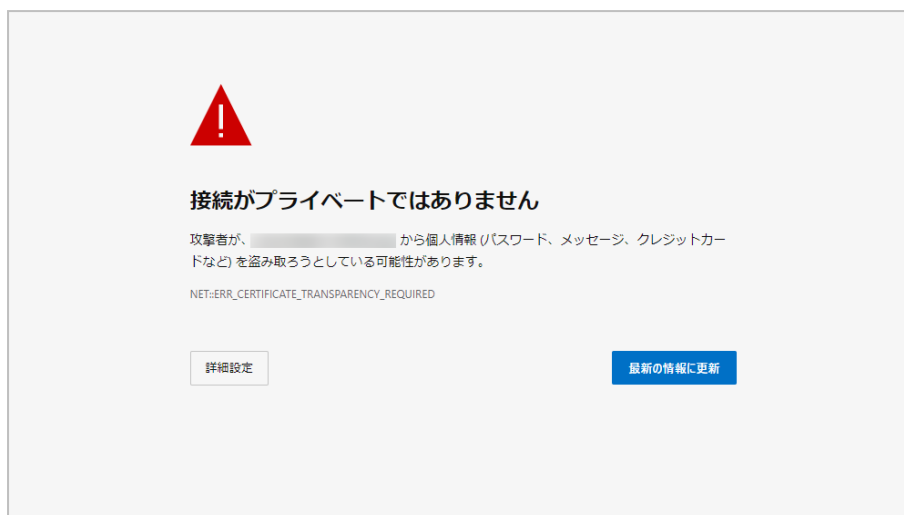 接続がプライベートではありません
攻撃者が、 から個人情報 (パスワード、メッセージ、クレジットカー
ドなど) を盗み取ろうとしている可能性があります。
NET::ERR_CERTIFICATE_TRANSPARENCY_REQUIRED
詳細設定
最新の情報に更新